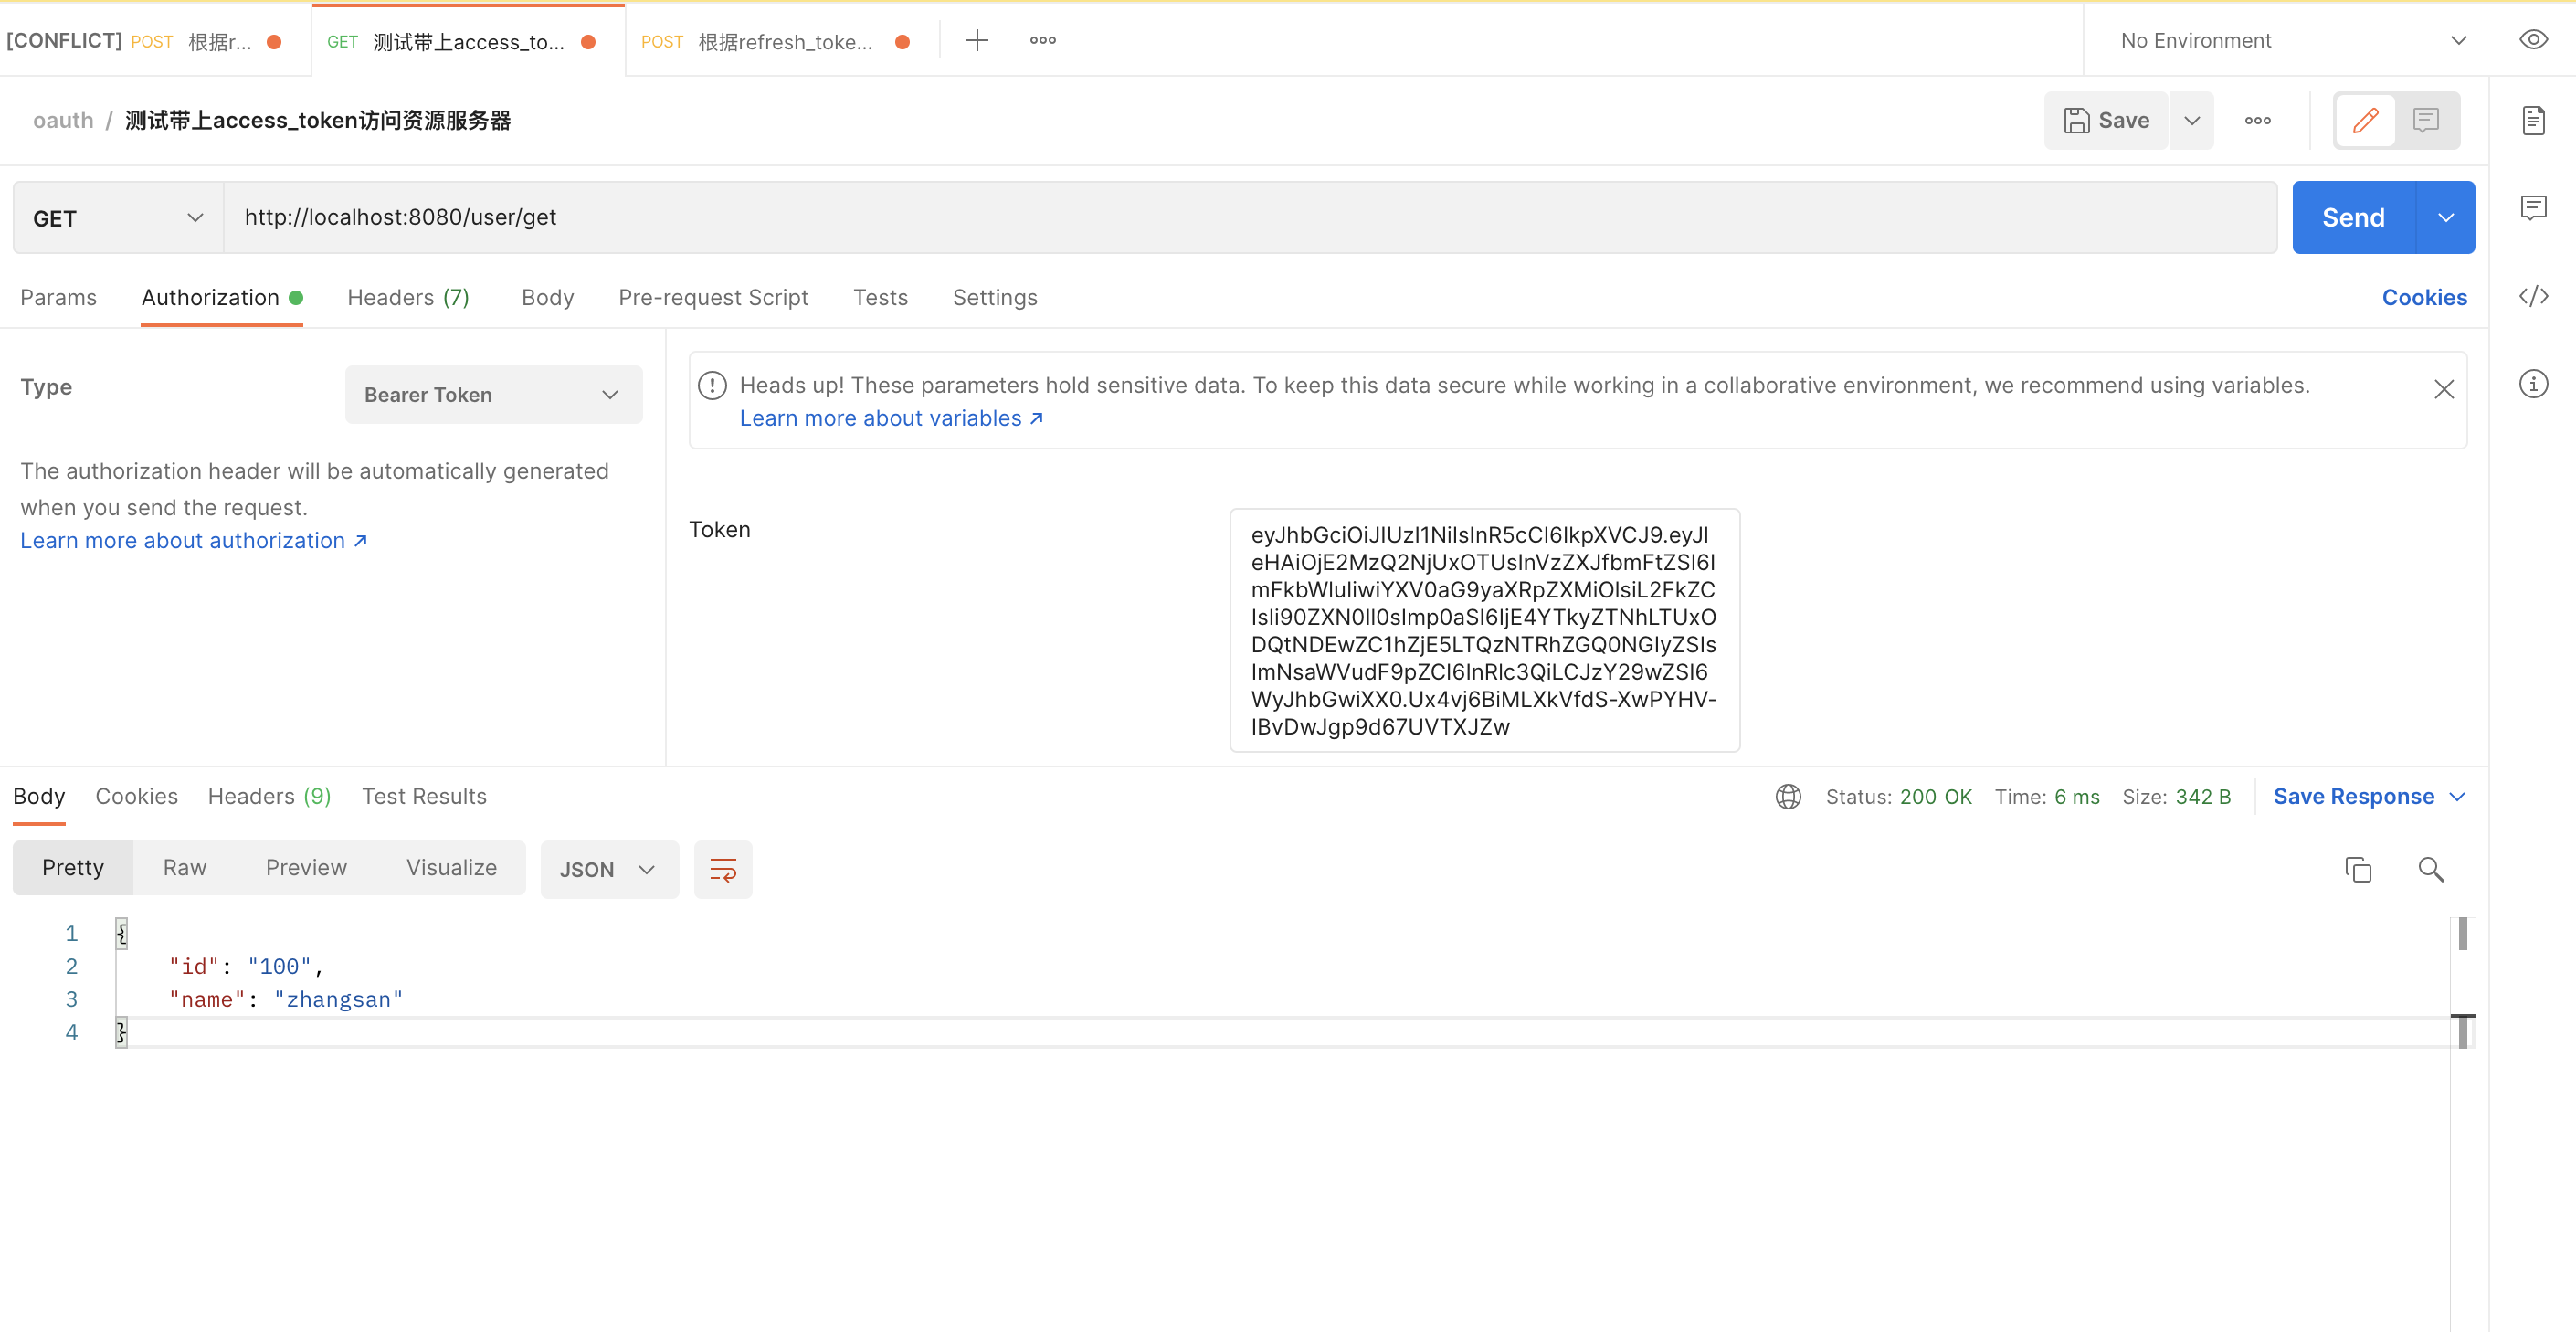 [CONFLICT] POST 根据r... GET 测试带上access_to... POST 根据refresh_toke... No Environment
oauth / 测试带上access_token访问资源服务器 Save
GET http://localhost:8080/user/get Send
Params Authorization Headers (7) Body Pre-request Script Tests Settings Cookies
Type Bearer Token
The authorization header will be automatically generated
when you send the request.
Learn more about authorization ↗
Heads up! These parameters hold sensitive data. To keep this data secure while working in a collaborative environment, we recommend using variables.
Learn more about variables ↗
Token
eyJhbGciOiJIUzI1NiIsInR5cCI6IkpXVCJ9.eyJl
eHAiOjE2MzQ2NjUxOTUsInVzZXJfbmFtZSI6I
mFkbWluIiwiYXV0aG9yaXRpZXMiOlsiL2FkZC
IsIi90ZXN0Il0sImp0aSI6IjE4YTkyZTNhLTUxO
DQtNDEwZC1hZjE5LTQzNTRhZGQ0NGIyZSIs
ImNsaWVudF9pZCI6InRlc3QiLCJzY29wZSI6
WyJhbGwiXX0.Ux4vj6BiMLXkVfdS-XwPYHV-
IBvDwJgp9d67UVTXJZw
Body Cookies Headers (9) Test Results Status: 200 OK Time: 6 ms Size: 342 B Save Response
Pretty Raw Preview Visualize JSON
1 {
2 "id": "100",
3 "name": "zhangsan"
4 }